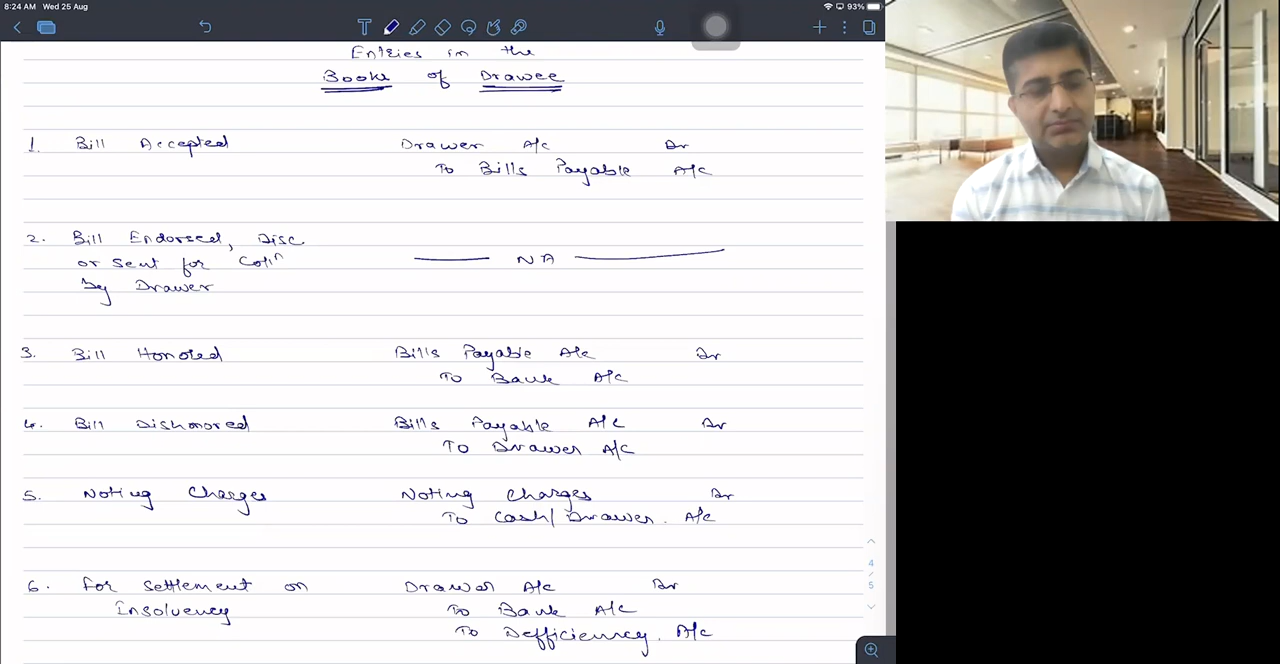 8:24 AM Wed 25 Aug
93%
T
Entries in the
Books of Drawee
1. Bill Accepted Drawer A/c Dr
To Bills Payable A/c
2. Bill Endorsed, Disc
or sent for Coll^n NA
By Drawer
3. Bill Honored Bills Payable A/c Dr
To Bank A/c
4. Bill Dishonored Bills Payable A/c Dr
To Drawer A/c
5. Noting Charges Noting Charges Dr
To Cash/Drawer. A/c
6. for Settlement on Drawer A/c Dr
Insolvency To Bank A/c
To Defficiency. A/c
4
/
5